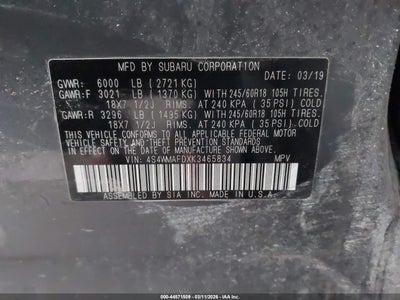 MFD BY SUBARU CORPORATION DATE: 03/19
GVWR: 6000 LB ( 2721 KG)
GAWR:F 3021 LB ( 1370 KG) WITH 245/60R18 105H TIRES.
18X7 1/2J RIMS. AT 240 KPA ( 35 PSI) COLD
GAWR:R 3296 LB ( 1495 KG) WITH 245/60R18 105H TIRES.
18X7 1/2J RIMS. AT 240 KPA ( 35 PSI) COLD
THIS VEHICLE CONFORMS TO ALL APPLICABLE FEDERAL MOTOR
VEHICLE SAFETY AND THEFT PREVENTION STANDARDS IN
EFFECT ON THE DATE OF MANUFACTURE SHOWN ABOVE.
VIN: 4S4WMAFDXK3465834 MPV
ASSEMBLED BY SIA INC. MADE IN U.S.A.
ID: 44571509 - 03/11/2026 - IAA Inc.